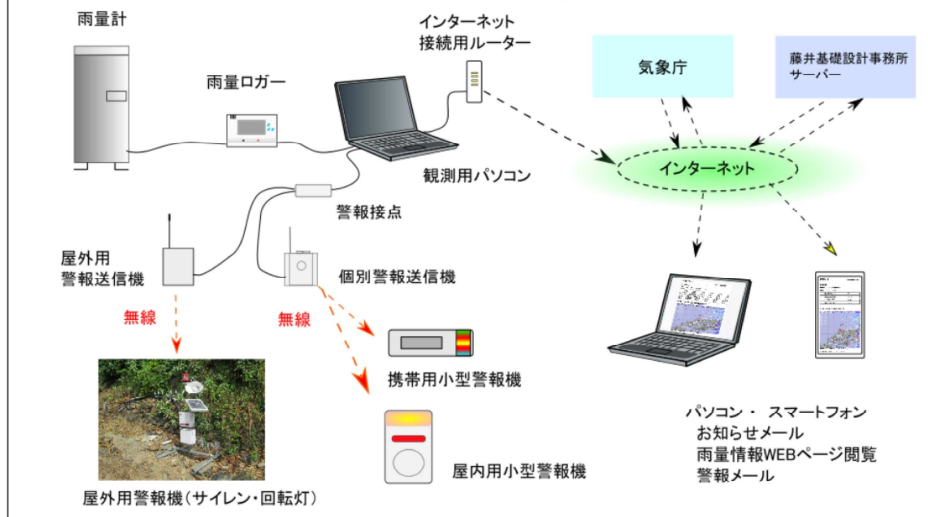 雨量計
インターネット
接続用ルーター
気象庁
藤井基礎設計事務所
サーバー
雨量ロガー
インターネット
観測用パソコン
警報接点
屋外用
警報送信機
個別警報送信機
無線
無線
携帯用小型警報機
屋内用小型警報機
屋外用警報機(サイレン・回転灯)
パソコン ・ スマートフォン
お知らせメール
雨量情報WEBページ閲覧
警報メール